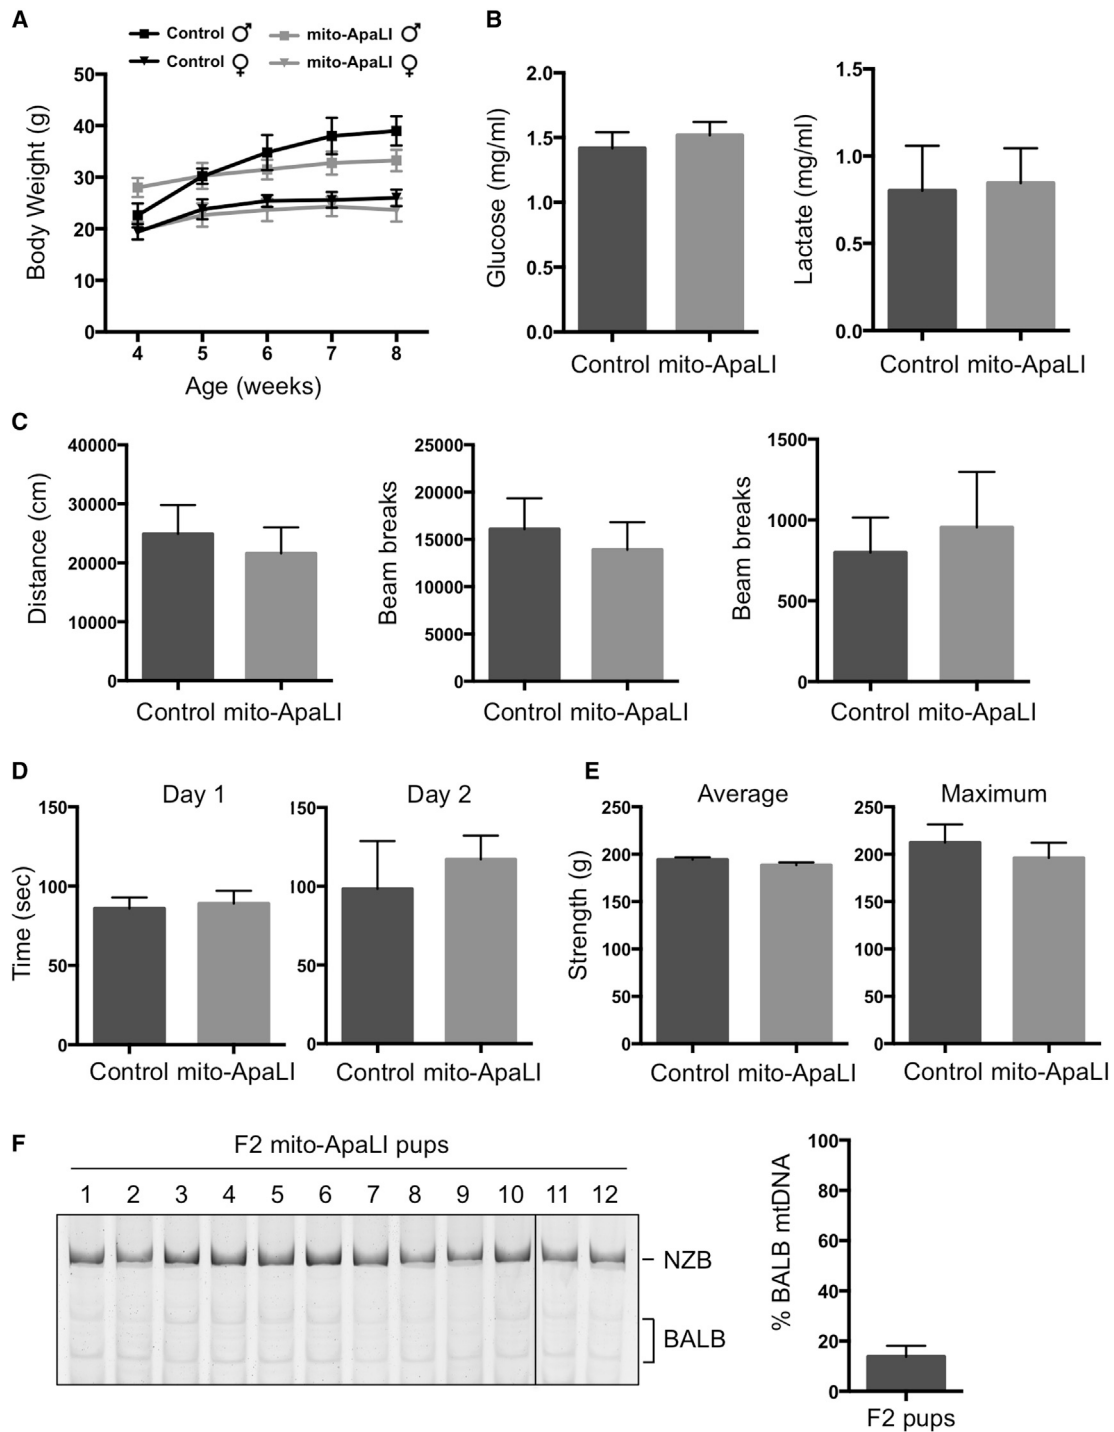 A
Control ♂ mito-ApaLI ♂
Control ♀ mito-ApaLI ♀
Body Weight (g)
50
40
30
20
10
0
4 5 6 7 8
Age (weeks)
B
Glucose (mg/ml)
2.0
1.5
1.0
0.5
0.0
Control mito-ApaLI
Lactate (mg/ml)
1.5
1.0
0.5
0.0
Control mito-ApaLI
C
Distance (cm)
40000
30000
20000
10000
0
Control mito-ApaLI
Beam breaks
25000
20000
15000
10000
5000
0
Control mito-ApaLI
Beam breaks
1500
1000
500
0
Control mito-ApaLI
D
Day 1
Time (sec)
150
100
50
0
Control mito-ApaLI
Day 2
150
100
50
0
Control mito-ApaLI
E
Average
Strength (g)
250
200
150
100
50
0
Control mito-ApaLI
Maximum
250
200
150
100
50
0
Control mito-ApaLI
F
F2 mito-ApaLI pups
1 2 3 4 5 6 7 8 9 10 11 12
NZB
BALB
% BALB mtDNA
100
80
60
40
20
0
F2 pups